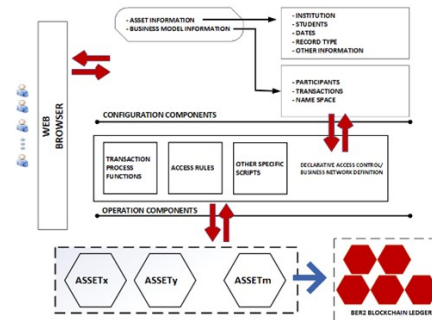 - ASSET INFORMATION
- BUSINESS MODEL INFORMATION
- INSTITUTION
- STUDENTS
- DATES
- RECORD TYPE
- OTHER INFORMATION
- PARTICIPANTS
- TRANSACTIONS
- NAME SPACE
WEB
BROWSER
CONFIGURATION COMPONENTS
TRANSACTION
PROCESS
FUNCTIONS
ACCESS RULES
OTHER SPECIFIC
SCRIPTS
DECLARATIVE ACCESS CONTROL/
BUSINESS NETWORK DEFINITION
OPERATION COMPONENTS
ASSETx
ASSETy
ASSETm
BER2 BLOCKCHAIN LEDGER